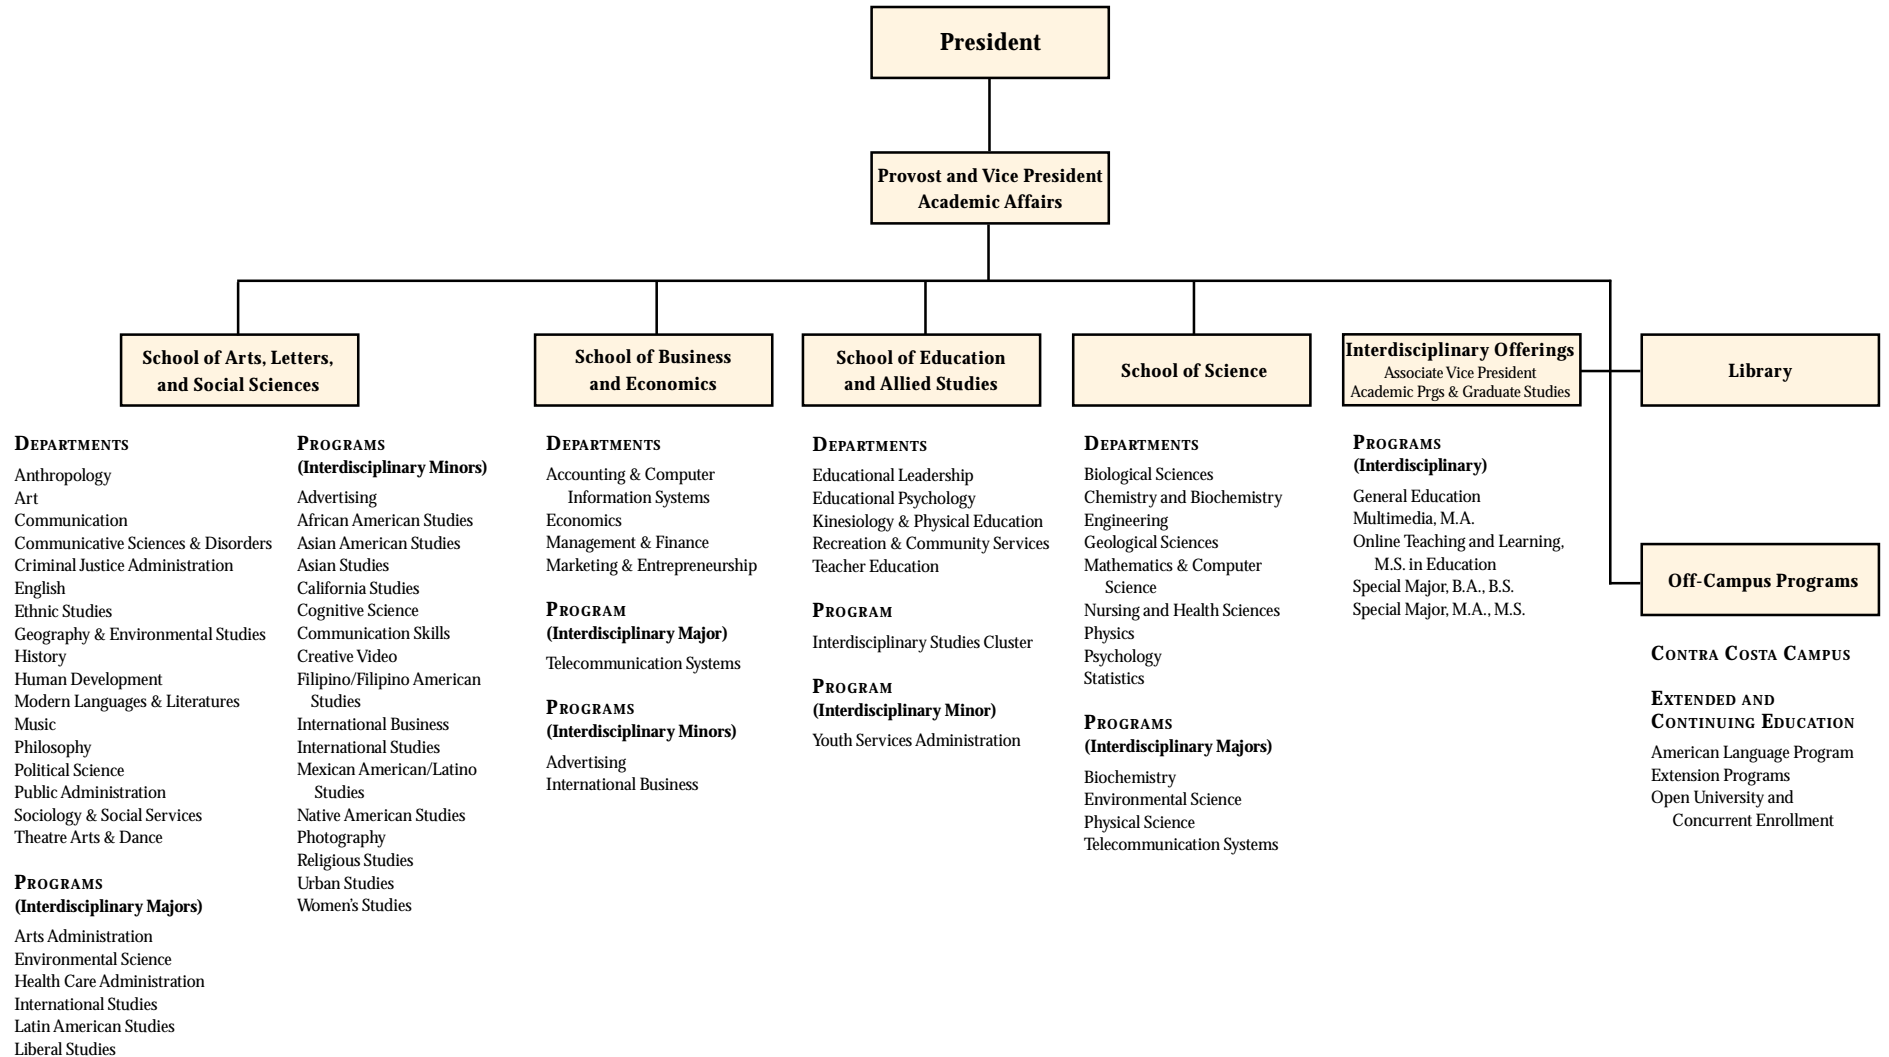 President
Provost and Vice President
Academic Affairs
School of Arts, Letters,
and Social Sciences
School of Business
and Economics
School of Education
and Allied Studies
School of Science
Interdisciplinary Offerings
Associate Vice President
Academic Prgs & Graduate Studies
Library
Off-Campus Programs
DEPARTMENTS
Anthropology
Art
Communication
Communicative Sciences & Disorders
Criminal Justice Administration
English
Ethnic Studies
Geography & Environmental Studies
History
Human Development
Modern Languages & Literatures
Music
Philosophy
Political Science
Public Administration
Sociology & Social Services
Theatre Arts & Dance
PROGRAMS
(Interdisciplinary Majors)
Arts Administration
Environmental Science
Health Care Administration
International Studies
Latin American Studies
Liberal Studies
PROGRAMS
(Interdisciplinary Minors)
Advertising
African American Studies
Asian American Studies
Asian Studies
California Studies
Cognitive Science
Communication Skills
Creative Video
Filipino/Filipino American
Studies
International Business
International Studies
Mexican American/Latino
Studies
Native American Studies
Photography
Religious Studies
Urban Studies
Women's Studies
DEPARTMENTS
Accounting & Computer
Information Systems
Economics
Management & Finance
Marketing & Entrepreneurship
PROGRAM
(Interdisciplinary Major)
Telecommunication Systems
PROGRAMS
(Interdisciplinary Minors)
Advertising
International Business
DEPARTMENTS
Educational Leadership
Educational Psychology
Kinesiology & Physical Education
Recreation & Community Services
Teacher Education
PROGRAM
Interdisciplinary Studies Cluster
PROGRAM
(Interdisciplinary Minor)
Youth Services Administration
DEPARTMENTS
Biological Sciences
Chemistry and Biochemistry
Engineering
Geological Sciences
Mathematics & Computer
Science
Nursing and Health Sciences
Physics
Psychology
Statistics
PROGRAMS
(Interdisciplinary Majors)
Biochemistry
Environmental Science
Physical Science
Telecommunication Systems
PROGRAMS
(Interdisciplinary)
General Education
Multimedia, M.A.
Online Teaching and Learning,
M.S. in Education
Special Major, B.A., B.S.
Special Major, M.A., M.S.
CONTRA COSTA CAMPUS
EXTENDED AND
CONTINUING EDUCATION
American Language Program
Extension Programs
Open University and
Concurrent Enrollment